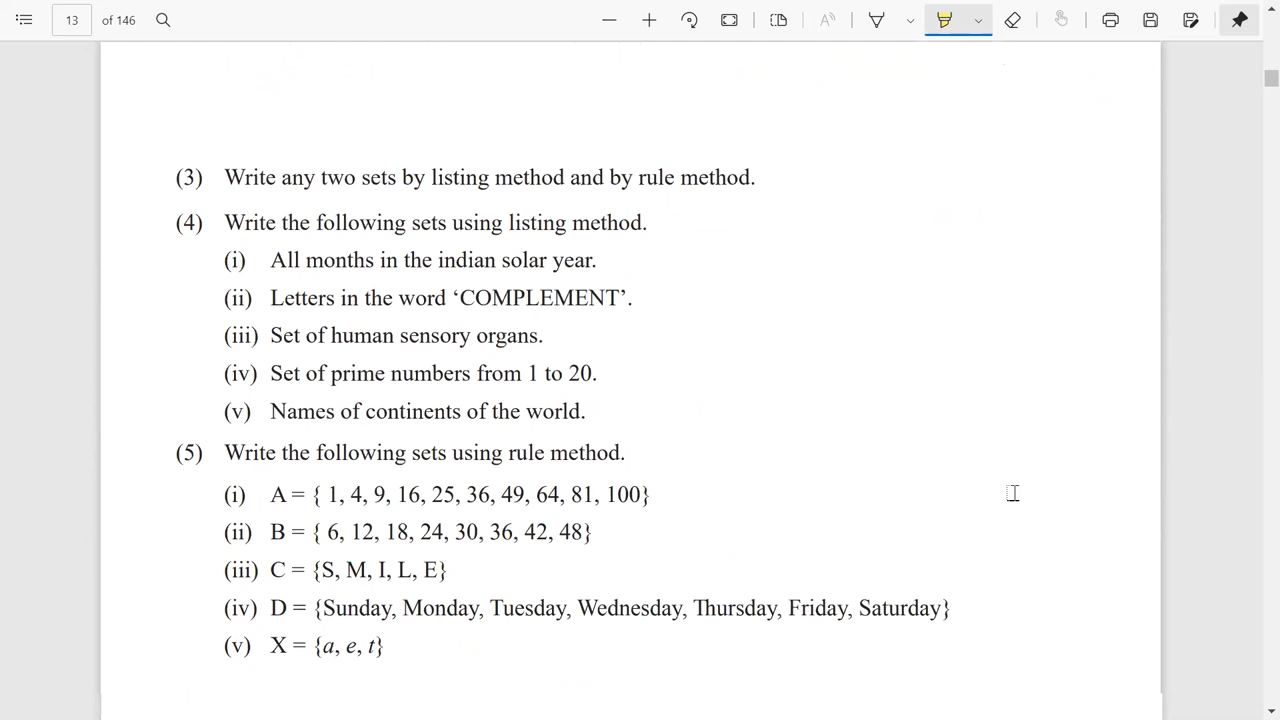 13 of 146
(3) Write any two sets by listing method and by rule method.
(4) Write the following sets using listing method.
(i) All months in the indian solar year.
(ii) Letters in the word ‘COMPLEMENT’.
(iii) Set of human sensory organs.
(iv) Set of prime numbers from 1 to 20.
(v) Names of continents of the world.
(5) Write the following sets using rule method.
(i) A = { 1, 4, 9, 16, 25, 36, 49, 64, 81, 100}
(ii) B = { 6, 12, 18, 24, 30, 36, 42, 48}
(iii) C = {S, M, I, L, E}
(iv) D = {Sunday, Monday, Tuesday, Wednesday, Thursday, Friday, Saturday}
(v) X = {a, e, t}